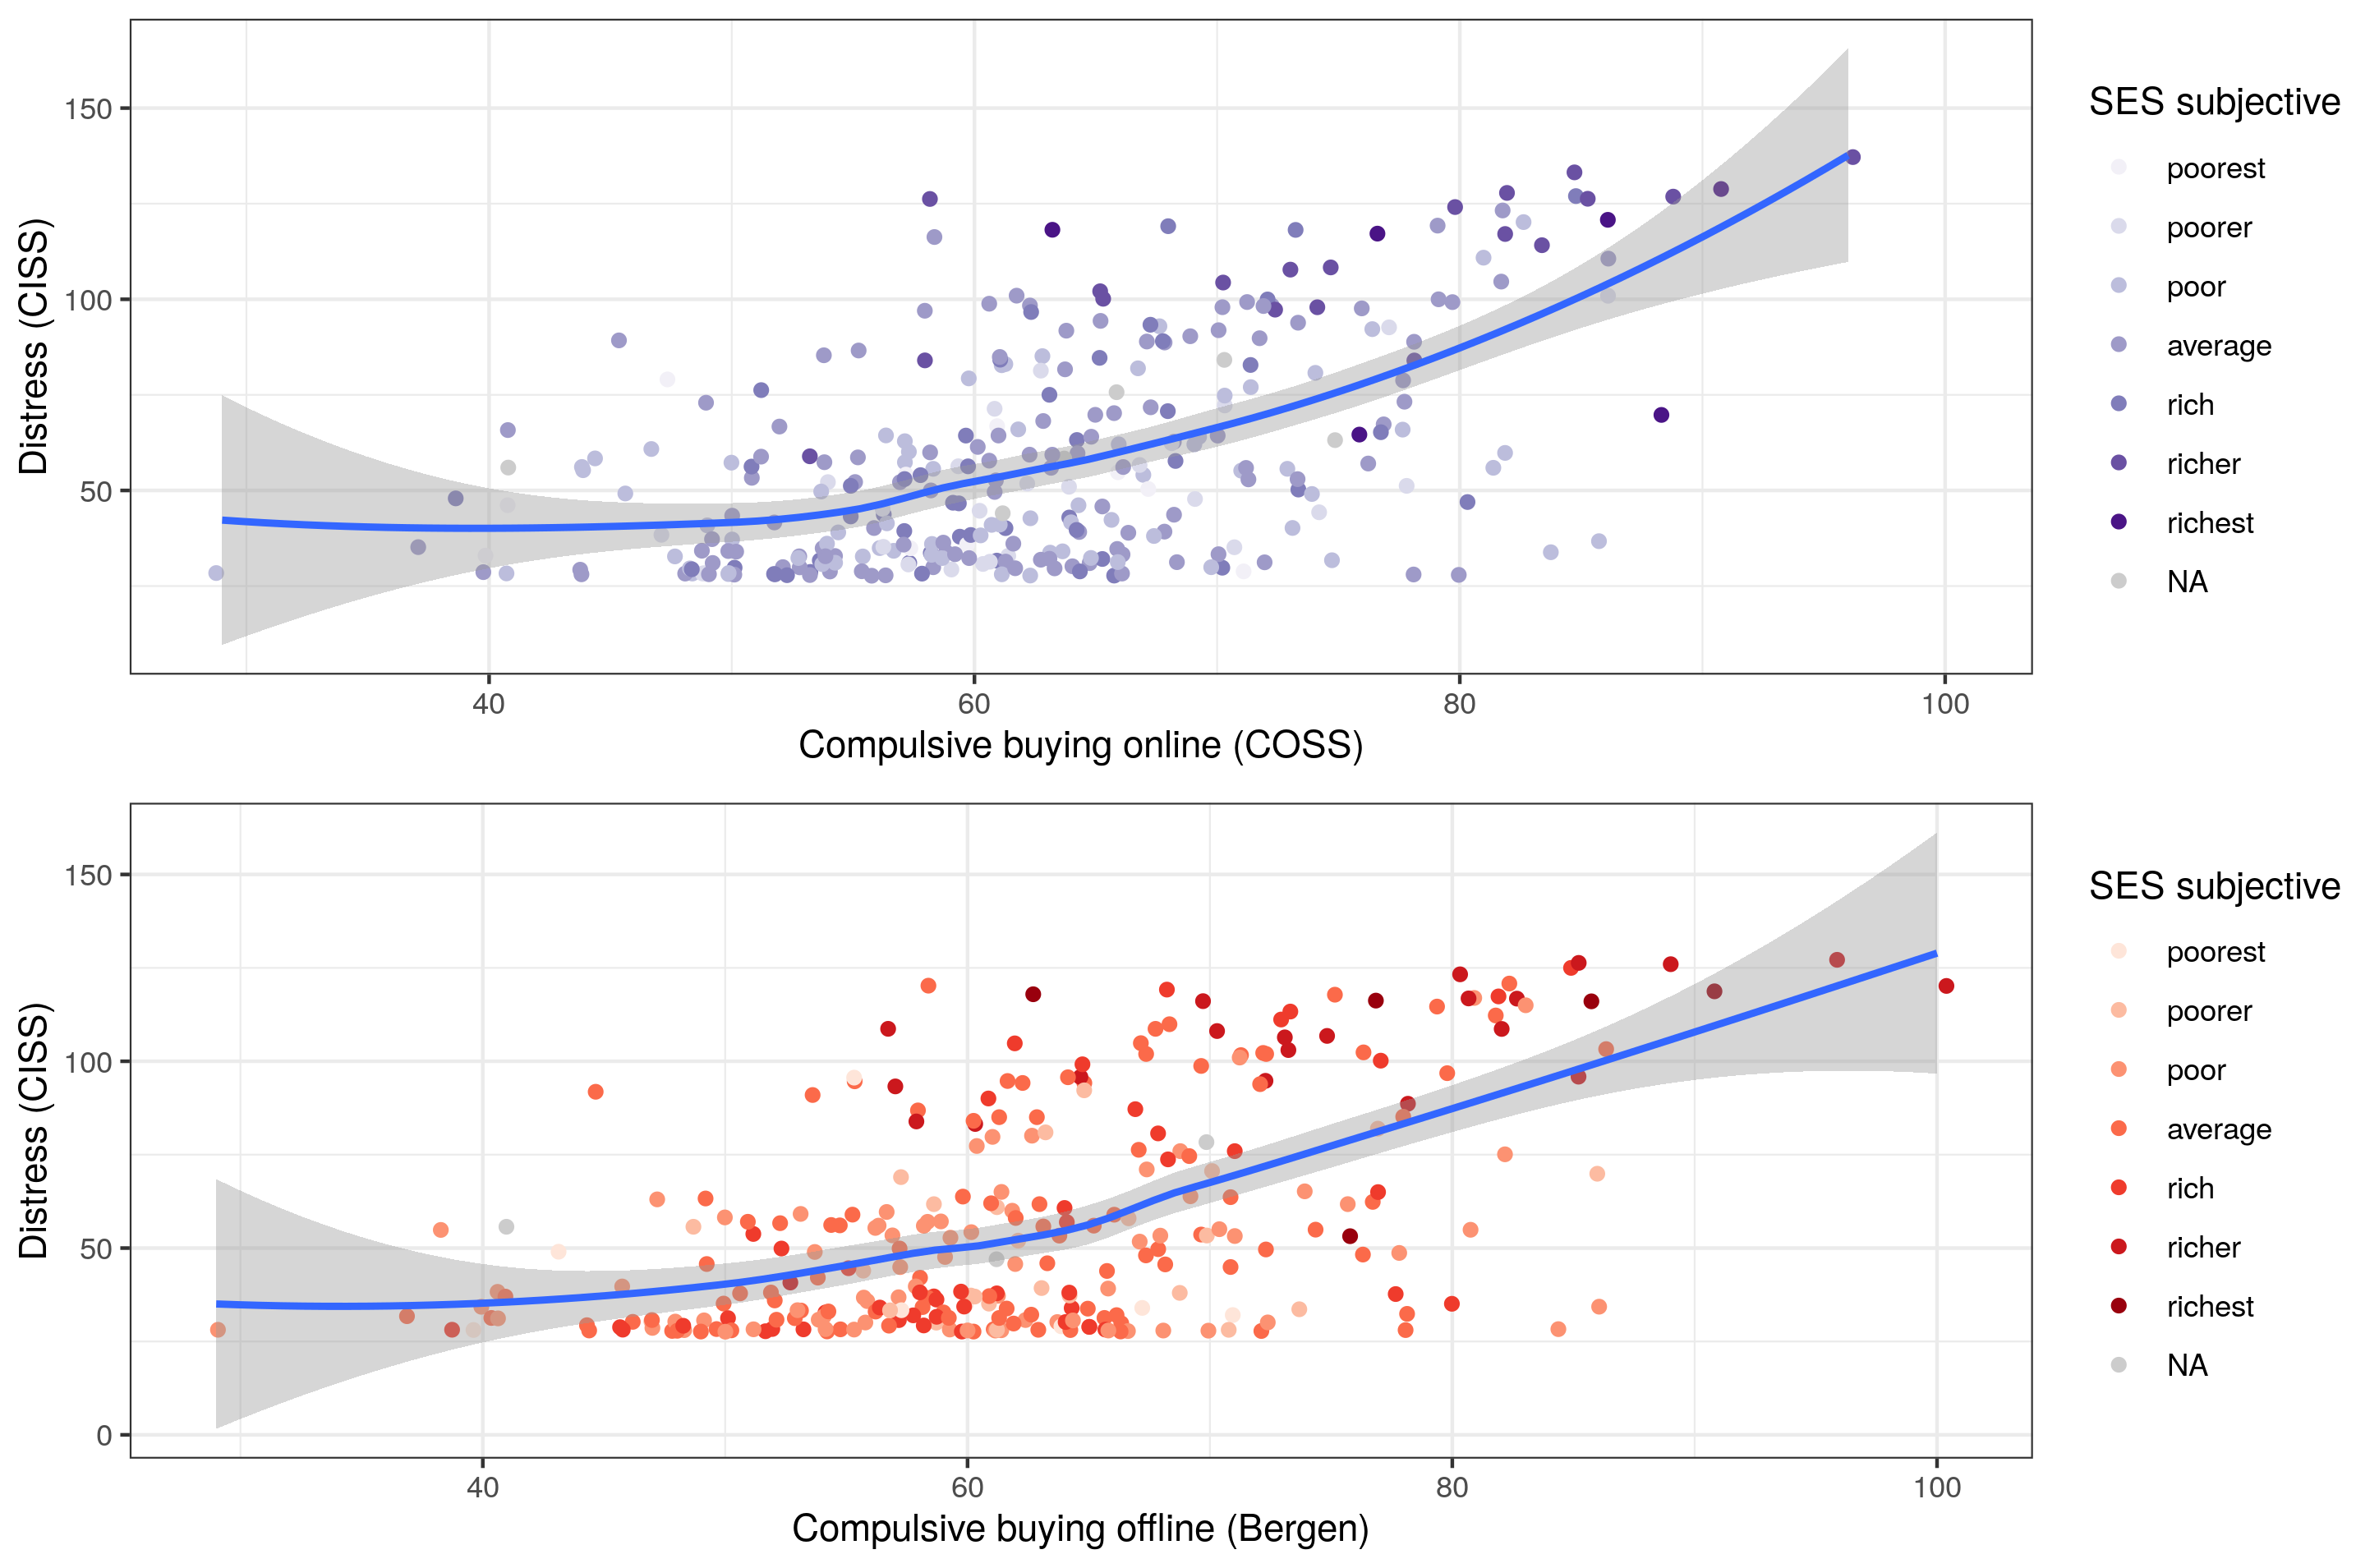 150
100
50
Distress (CISS)
40 60 80 100
Compulsive buying online (COSS)
SES subjective
poorest
poorer
poor
average
rich
richer
richest
NA
150
100
50
0
Distress (CISS)
40 60 80 100
Compulsive buying offline (Bergen)
SES subjective
poorest
poorer
poor
average
rich
richer
richest
NA